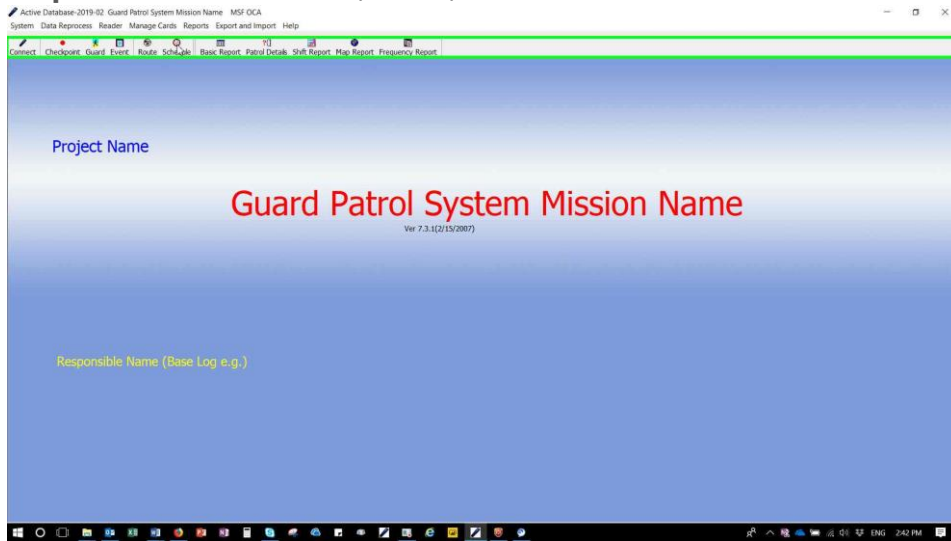 Active Database-2019-02 Guard Patrol System Mission Name MSF OCA
System Data Reprocess Reader Manage Cards Reports Export and Import Help
Connect Checkpoint Guard Event Route Schedule Basic Report Patrol Details Shift Report Map Report Frequency Report
Project Name
Guard Patrol System Mission Name
Ver 7.3.1(2/15/2007)
Responsible Name (Base Log e.g.)
ENG 2:42 PM